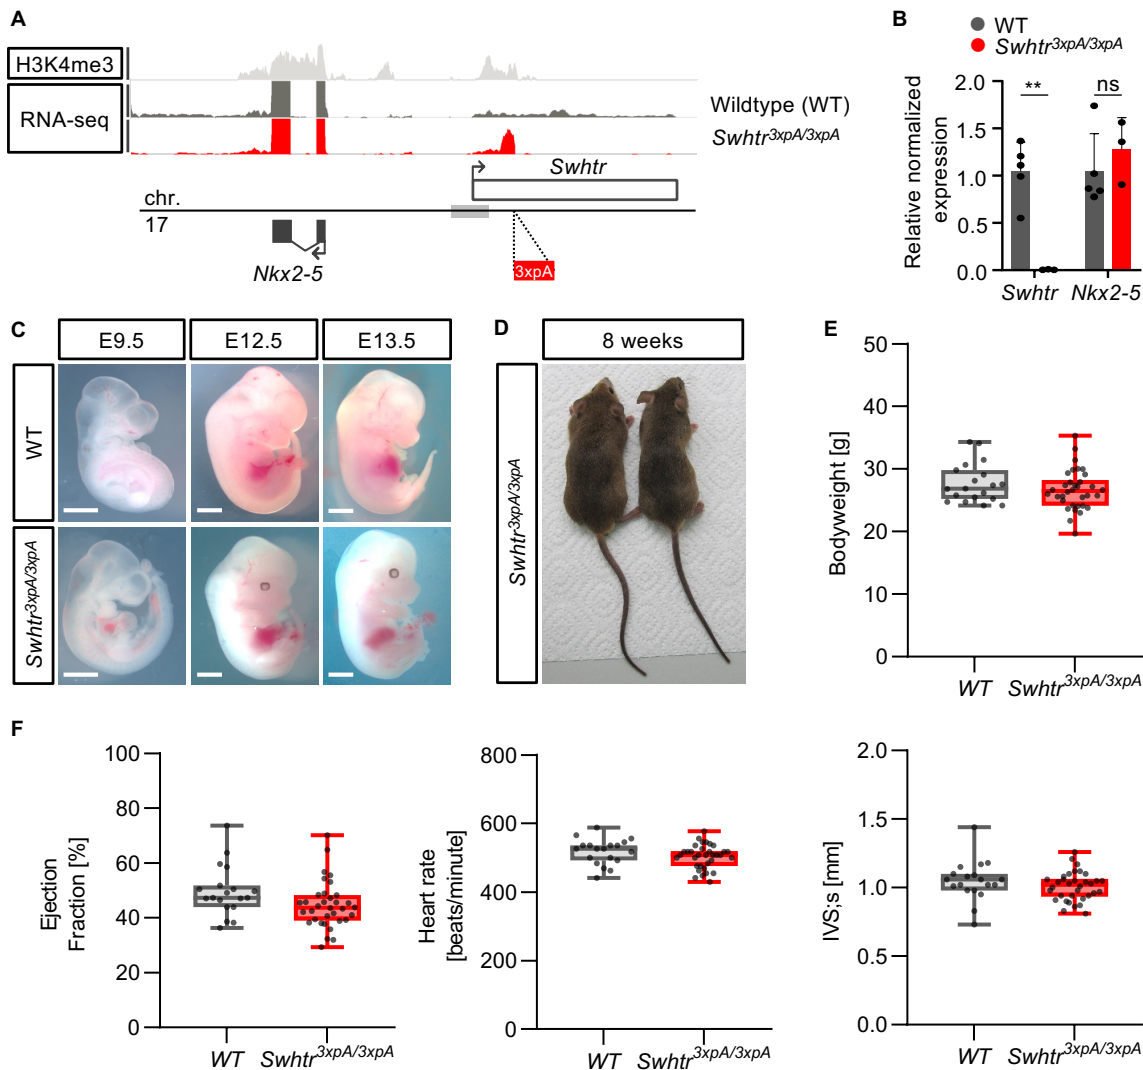 A
H3K4me3
RNA-seq
Wildtype (WT)
Swhtr3xpA/3xpA
Swhtr
chr.
17
Nkx2-5
3xpA
B
WT
Swhtr3xpA/3xpA
Relative normalized
expression
2.0
1.5
1.0
0.5
0.0
**
ns
Swhtr
Nkx2-5
C
E9.5
E12.5
E13.5
WT
Swhtr3xpA/3xpA
D
8 weeks
Swhtr3xpA/3xpA
E
Bodyweight [g]
50
40
30
20
10
0
WT
Swhtr3xpA/3xpA
F
Ejection
Fraction [%]
100
80
60
40
20
0
WT
Swhtr3xpA/3xpA
Heart rate
[beats/minute]
800
600
400
200
0
WT
Swhtr3xpA/3xpA
IVS;s [mm]
2.0
1.5
1.0
0.5
0.0
WT
Swhtr3xpA/3xpA